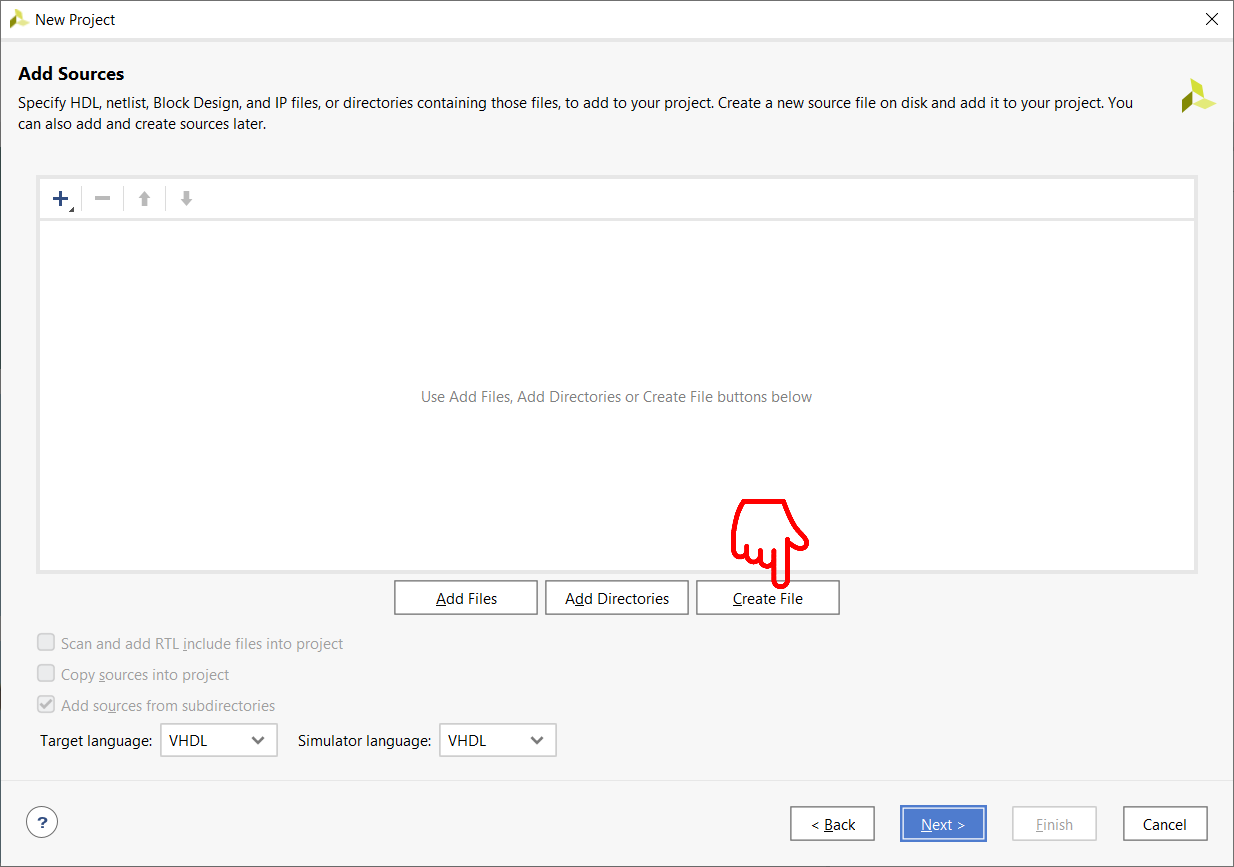 New Project
Add Sources
Specify HDL, netlist, Block Design, and IP files, or directories containing those files, to add to your project. Create a new source file on disk and add it to your project. You
can also add and create sources later.
Use Add Files, Add Directories or Create File buttons below
Add Files Add Directories Create File
Scan and add RTL include files into project
Copy sources into project
Add sources from subdirectories
Target language: VHDL Simulator language: VHDL
? < Back Next > Finish Cancel